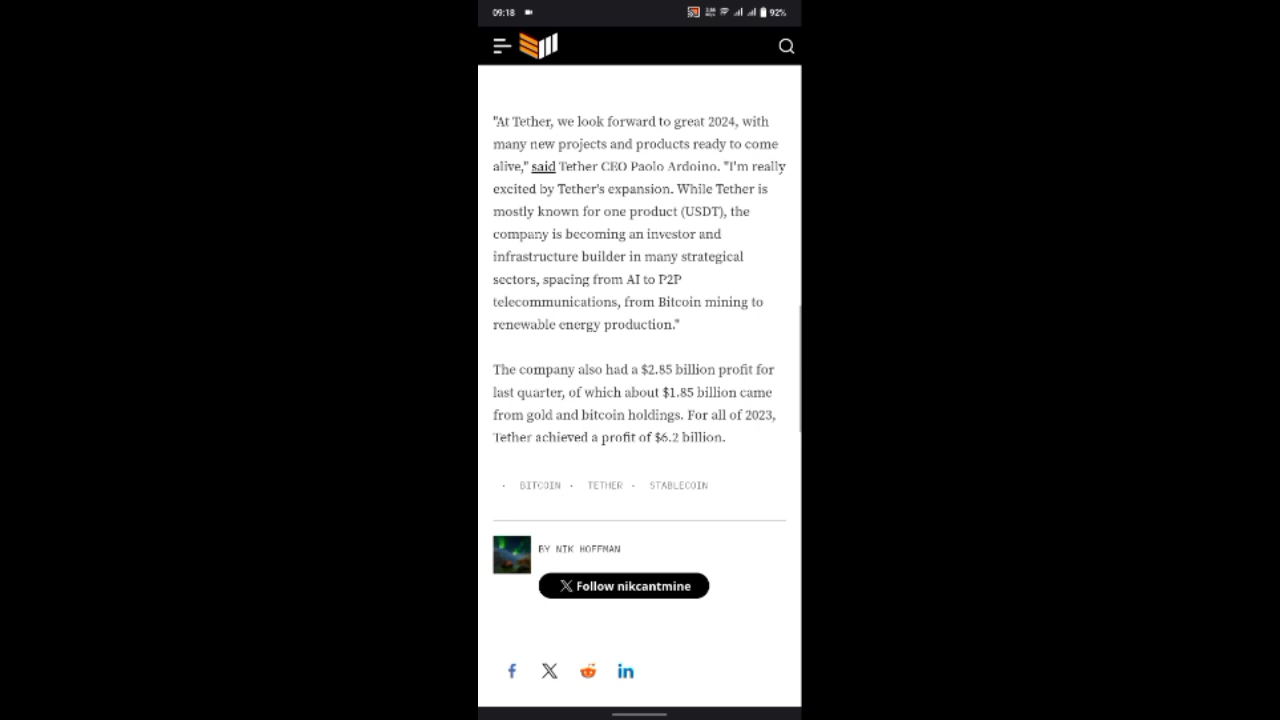 09:18
92%
"At Tether, we look forward to great 2024, with
many new projects and products ready to come
alive," said Tether CEO Paolo Ardoino. "I'm really
excited by Tether's expansion. While Tether is
mostly known for one product (USDT), the
company is becoming an investor and
infrastructure builder in many strategical
sectors, spacing from AI to P2P
telecommunications, from Bitcoin mining to
renewable energy production."
The company also had a $2.85 billion profit for
last quarter, of which about $1.85 billion came
from gold and bitcoin holdings. For all of 2023,
Tether achieved a profit of $6.2 billion.
· BITCOIN · TETHER · STABLECOIN
BY NIK HOFFMAN
X Follow nikcantmine
f X in